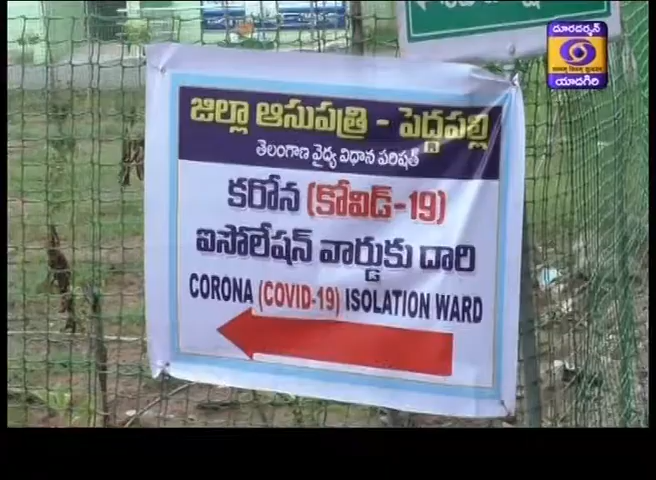 దూరదర్శన్
యాదగిరి
జిల్లా ఆసుపత్రి - పెద్దపల్లి
తెలంగాణ వైద్య విధాన పరిషత్
కరోన (కోవిడ్-19)
ఐసోలేషన్ వార్డుకు దారి
CORONA (COVID-19) ISOLATION WARD